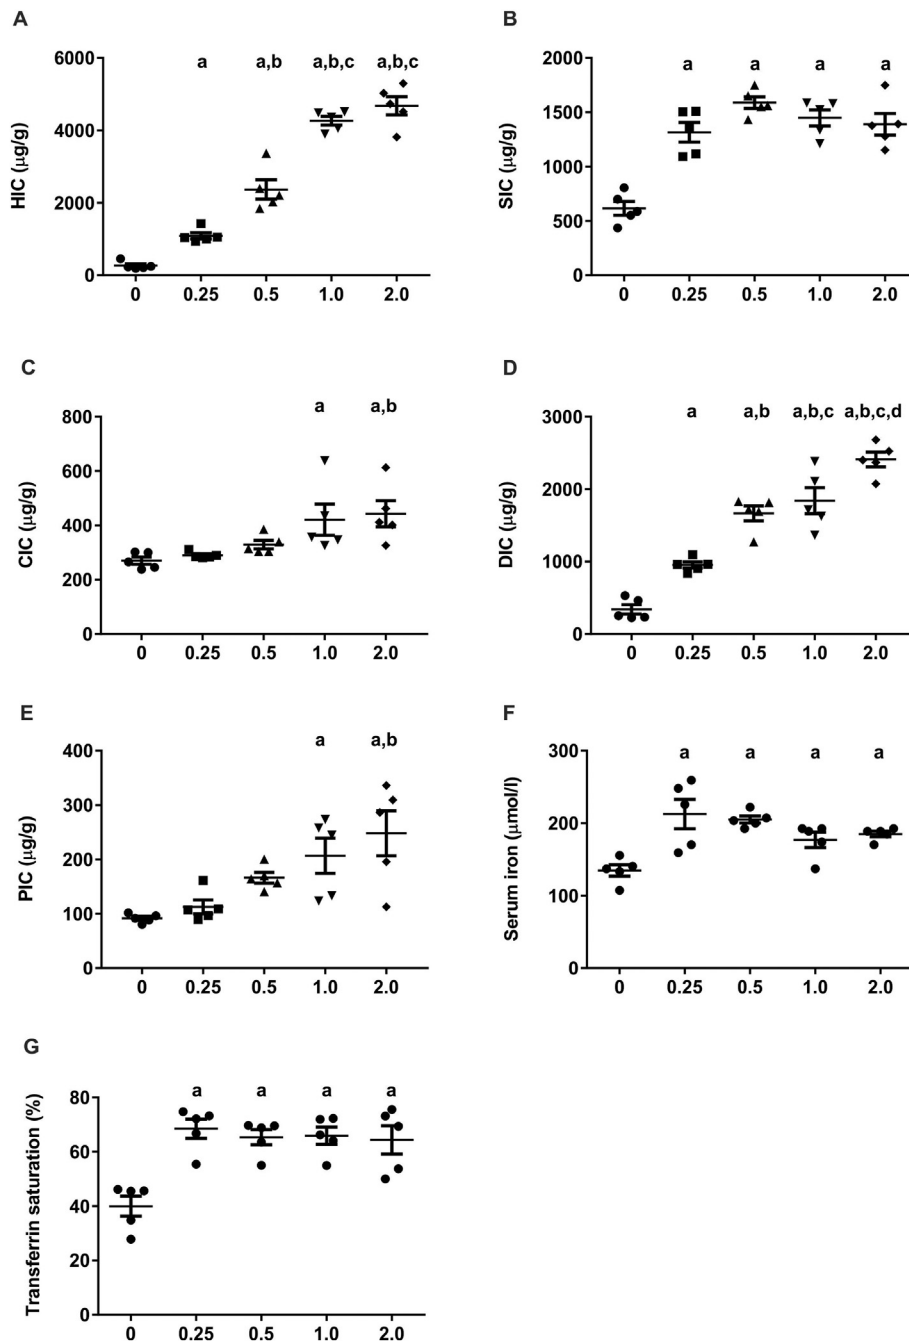 A
HIC (µg/g)
6000
4000
2000
0
a a,b a,b,c a,b,c
0 0.25 0.5 1.0 2.0
B
SIC (µg/g)
2000
1500
1000
500
0
a a a a
0 0.25 0.5 1.0 2.0
C
CIC (µg/g)
800
600
400
200
0
a a,b
0 0.25 0.5 1.0 2.0
D
DIC (µg/g)
3000
2000
1000
0
a a,b a,b,c a,b,c,d
0 0.25 0.5 1.0 2.0
E
PIC (µg/g)
400
300
200
100
0
a a,b
0 0.25 0.5 1.0 2.0
F
Serum iron (µmol/l)
300
200
100
0
a a a a
0 0.25 0.5 1.0 2.0
G
Transferrin saturation (%)
80
60
40
20
0
a a a a
0 0.25 0.5 1.0 2.0